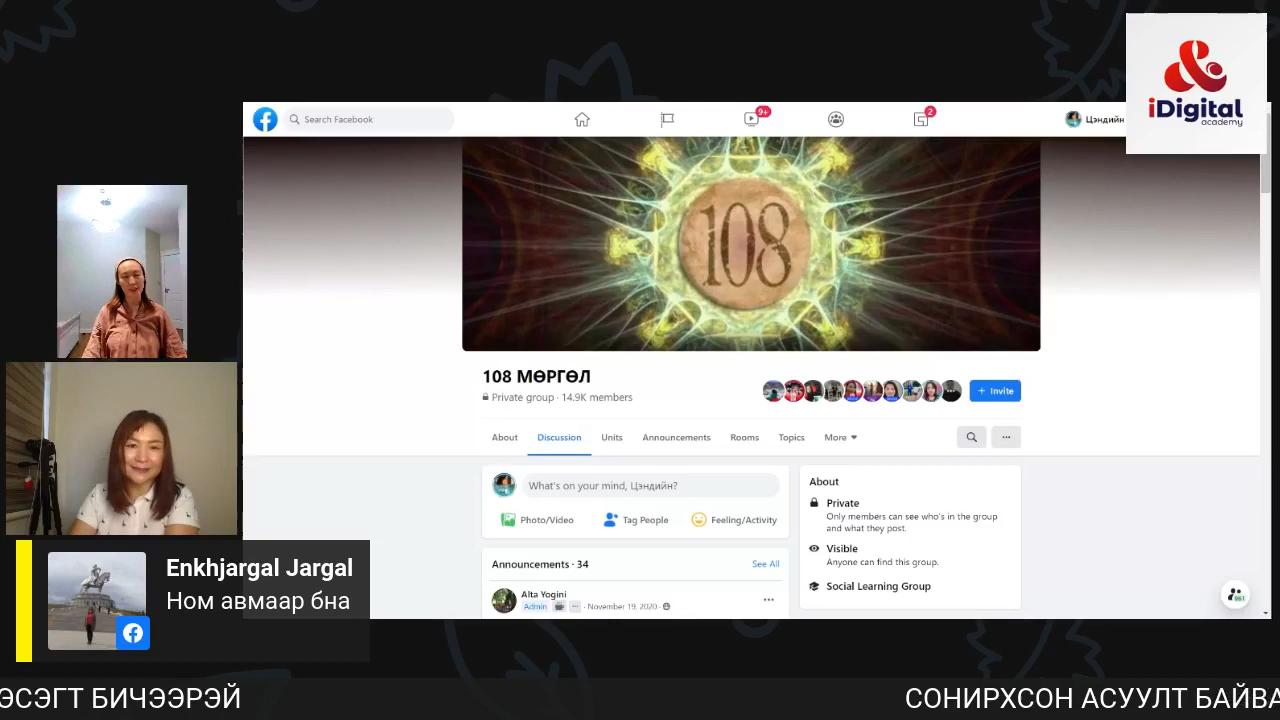 iDigital
academy
Search Facebook
9+
2
Цэндийн
108
108 МӨРГӨЛ
Private group · 14.9K members
+ Invite
About
Discussion
Units
Announcements
Rooms
Topics
More
What's on your mind, Цэндийн?
Photo/Video
Tag People
Feeling/Activity
Announcements · 34
See All
Alta Yogini
Admin
· November 19, 2020 ·
About
Private
Only members can see who's in the group
and what they post.
Visible
Anyone can find this group.
Social Learning Group
Enkhjargal Jargal
Ном авмаар бна
ЭСЭГТ БИЧЭЭРЭЙ
СОНИРХСОН АСУУЛТ БАЙВА